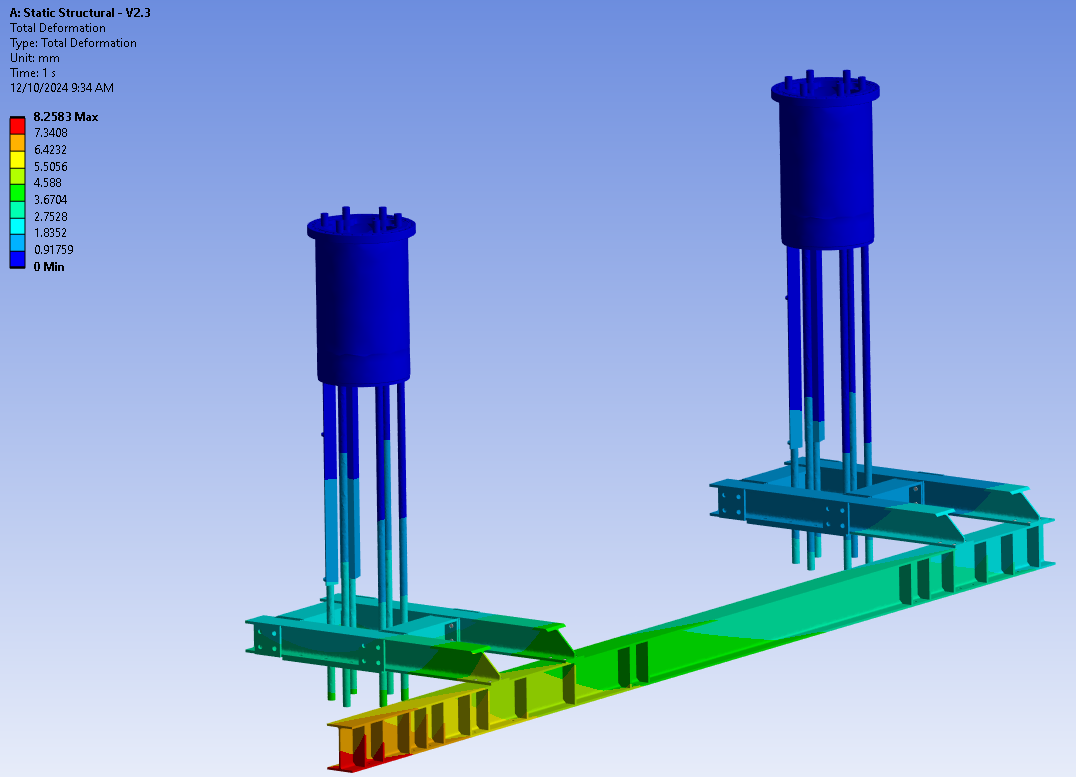 A: Static Structural - V2.3
Total Deformation
Type: Total Deformation
Unit: mm
Time: 1 s
12/10/2024 9:34 AM
8.2583 Max
7.3408
6.4232
5.5056
4.588
3.6704
2.7528
1.8352
0.91759
0 Min